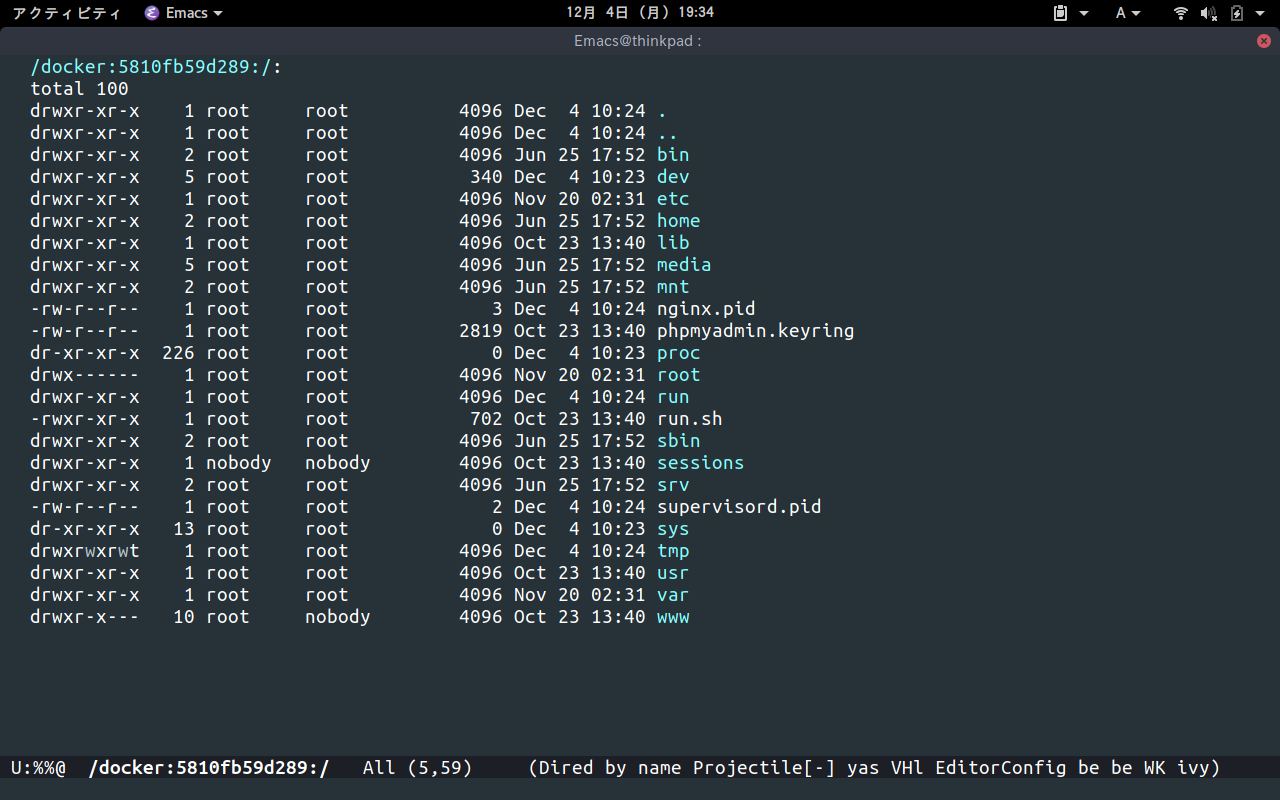 アクティビティ Emacs 12月 4日 (月) 19:34 A
Emacs@thinkpad :
/docker:5810fb59d289:/:
total 100
drwxr-xr-x 1 root root 4096 Dec 4 10:24 .
drwxr-xr-x 1 root root 4096 Dec 4 10:24 ..
drwxr-xr-x 2 root root 4096 Jun 25 17:52 bin
drwxr-xr-x 5 root root 340 Dec 4 10:23 dev
drwxr-xr-x 1 root root 4096 Nov 20 02:31 etc
drwxr-xr-x 2 root root 4096 Jun 25 17:52 home
drwxr-xr-x 1 root root 4096 Oct 23 13:40 lib
drwxr-xr-x 5 root root 4096 Jun 25 17:52 media
drwxr-xr-x 2 root root 4096 Jun 25 17:52 mnt
-rw-r--r-- 1 root root 3 Dec 4 10:24 nginx.pid
-rw-r--r-- 1 root root 2819 Oct 23 13:40 phpmyadmin.keyring
dr-xr-xr-x 226 root root 0 Dec 4 10:23 proc
drwx------ 1 root root 4096 Nov 20 02:31 root
drwxr-xr-x 1 root root 4096 Dec 4 10:24 run
-rwxr-xr-x 1 root root 702 Oct 23 13:40 run.sh
drwxr-xr-x 2 root root 4096 Jun 25 17:52 sbin
drwxr-xr-x 1 nobody nobody 4096 Oct 23 13:40 sessions
drwxr-xr-x 2 root root 4096 Jun 25 17:52 srv
-rw-r--r-- 1 root root 2 Dec 4 10:24 supervisord.pid
dr-xr-xr-x 13 root root 0 Dec 4 10:23 sys
drwxrwxrwt 1 root root 4096 Dec 4 10:24 tmp
drwxr-xr-x 1 root root 4096 Oct 23 13:40 usr
drwxr-xr-x 1 root root 4096 Nov 20 02:31 var
drwxr-x--- 10 root nobody 4096 Oct 23 13:40 www
U:%%@ /docker:5810fb59d289:/ All (5,59) (Dired by name Projectile[-] yas VHl EditorConfig be be WK ivy)